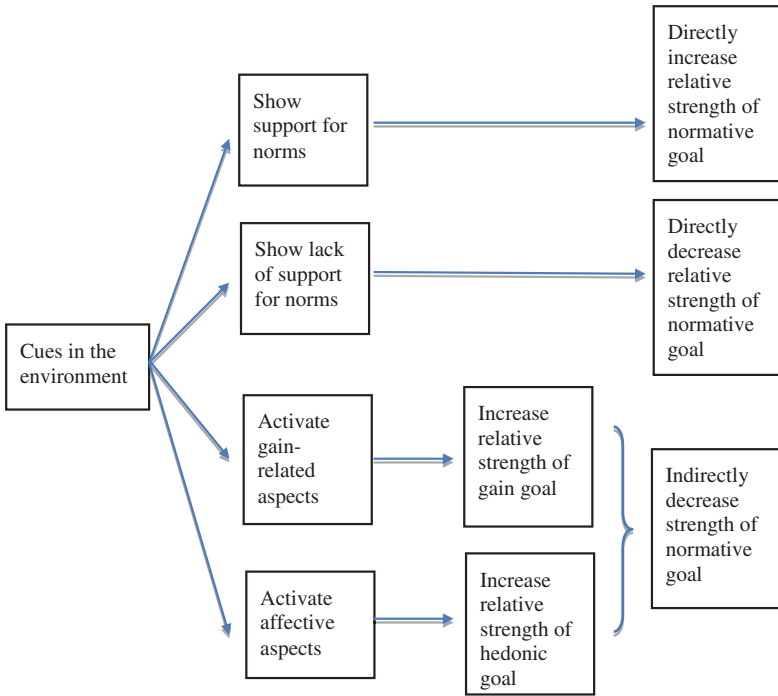 Cues in the
environment
Show
support for
norms
Directly
increase
relative
strength of
normative
goal
Show lack
of support
for norms
Directly
decrease
relative
strength of
normative
goal
Activate
gain-
related
aspects
Increase
relative
strength of
gain goal
Activate
affective
aspects
Increase
relative
strength of
hedonic
goal
Indirectly
decrease
strength of
normative
goal